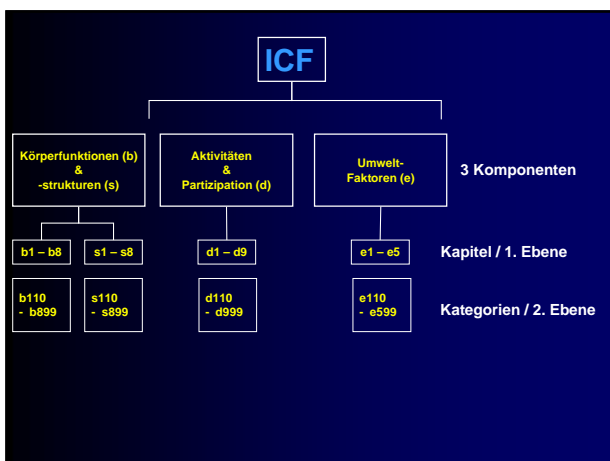 ICF
Körperfunktionen (b)
&
-strukturen (s)
Aktivitäten
&
Partizipation (d)
Umwelt-
Faktoren (e)
3 Komponenten
b1 – b8
s1 – s8
d1 – d9
e1 – e5
Kapitel / 1. Ebene
b110
- b899
s110
- s899
d110
- d999
e110
- e599
Kategorien / 2. Ebene